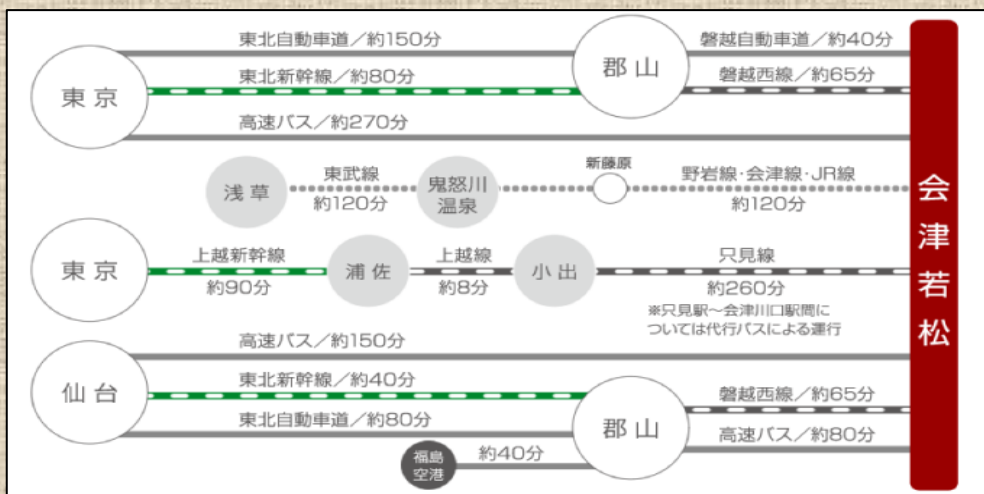 東北自動車道／約150分
磐越自動車道／約40分
東京
東北新幹線／約80分
郡山
磐越西線／約65分
高速バス／約270分
浅草
東武線
約120分
鬼怒川
温泉
新藤原
野岩線・会津線・JR線
約120分
東京
上越新幹線
約90分
浦佐
上越線
約8分
小出
只見線
約260分
※只見駅〜会津川口駅間に
ついては代行バスによる運行
高速バス／約150分
仙台
東北新幹線／約40分
東北自動車道／約80分
郡山
磐越西線／約65分
高速バス／約80分
福島
空港
約40分
会津若松